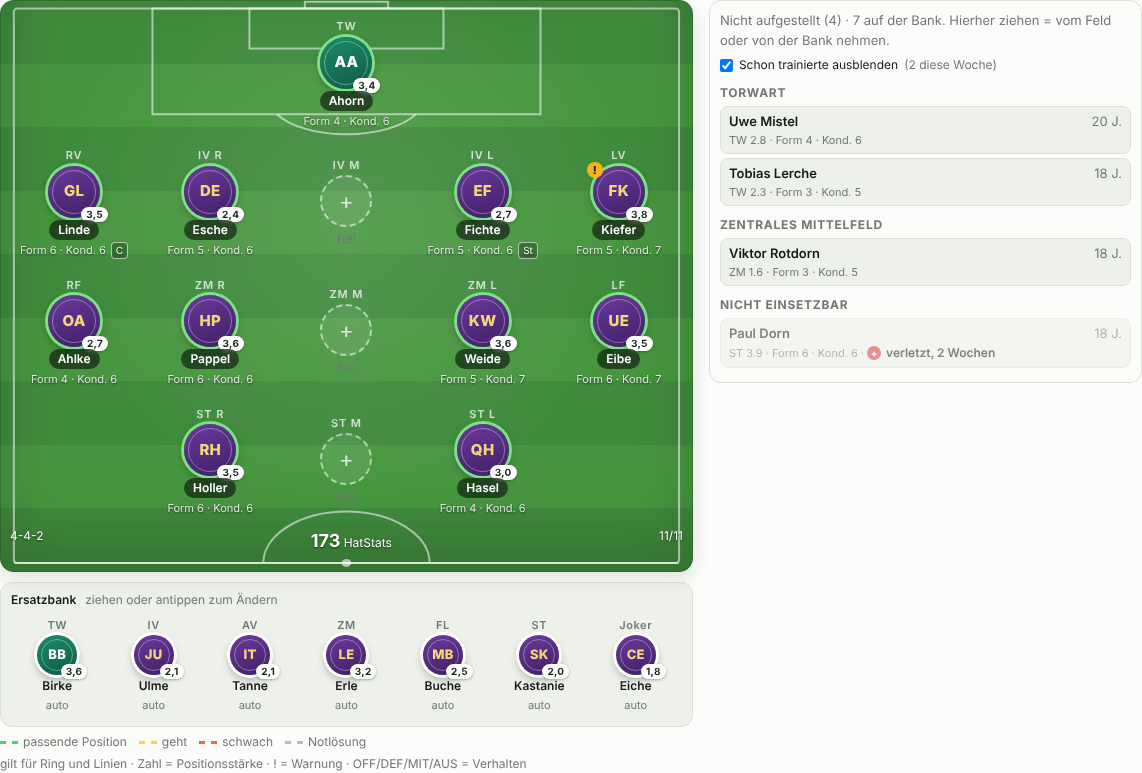 TW
AA
3,4
Ahorn
Form 4 · Kond. 6
RV
IV R
IV M
IV L
LV
GL
3,5
DE
2,4
+
EF
2,7
!
FK
3,8
Linde
Esche
frei
Fichte
Kiefer
Form 6 · Kond. 6 C
Form 5 · Kond. 6
Form 5 · Kond. 6 St
Form 5 · Kond. 7
RF
ZM R
ZM M
ZM L
LF
OA
2,7
HP
3,6
+
KW
3,6
UE
3,5
Ahlke
Pappel
frei
Weide
Eibe
Form 4 · Kond. 6
Form 6 · Kond. 6
Form 5 · Kond. 7
Form 6 · Kond. 7
ST R
ST M
ST L
RH
3,5
+
QH
3,0
Holler
Hasel
Form 6 · Kond. 6
Form 4 · Kond. 6
4-4-2
173 HatStats
11/11
Ersatzbank ziehen oder antippen zum Ändern
TW
IV
AV
ZM
FL
ST
Joker
BB
3,6
JU
2,1
IT
2,1
LE
3,2
MB
2,5
SK
2,0
CE
1,8
Birke
Ulme
Tanne
Erle
Buche
Kastanie
Eiche
auto
auto
auto
auto
auto
auto
auto
passende Position geht schwach Notlösung
gilt für Ring und Linien · Zahl = Positionsstärke · ! = Warnung · OFF/DEF/MIT/AUS = Verhalten
Nicht aufgestellt (4) · 7 auf der Bank. Hierher ziehen = vom Feld
oder von der Bank nehmen.
Schon trainierte ausblenden (2 diese Woche)
TORWART
Uwe Mistel 20 J.
TW 2.8 · Form 4 · Kond. 6
Tobias Lerche 18 J.
TW 2.3 · Form 3 · Kond. 5
ZENTRALES MITTELFELD
Viktor Rotdorn 18 J.
ZM 1.6 · Form 3 · Kond. 5
NICHT EINSETZBAR
Paul Dorn 18 J.
ST 3.9 · Form 6 · Kond. 6 · + verletzt, 2 Wochen